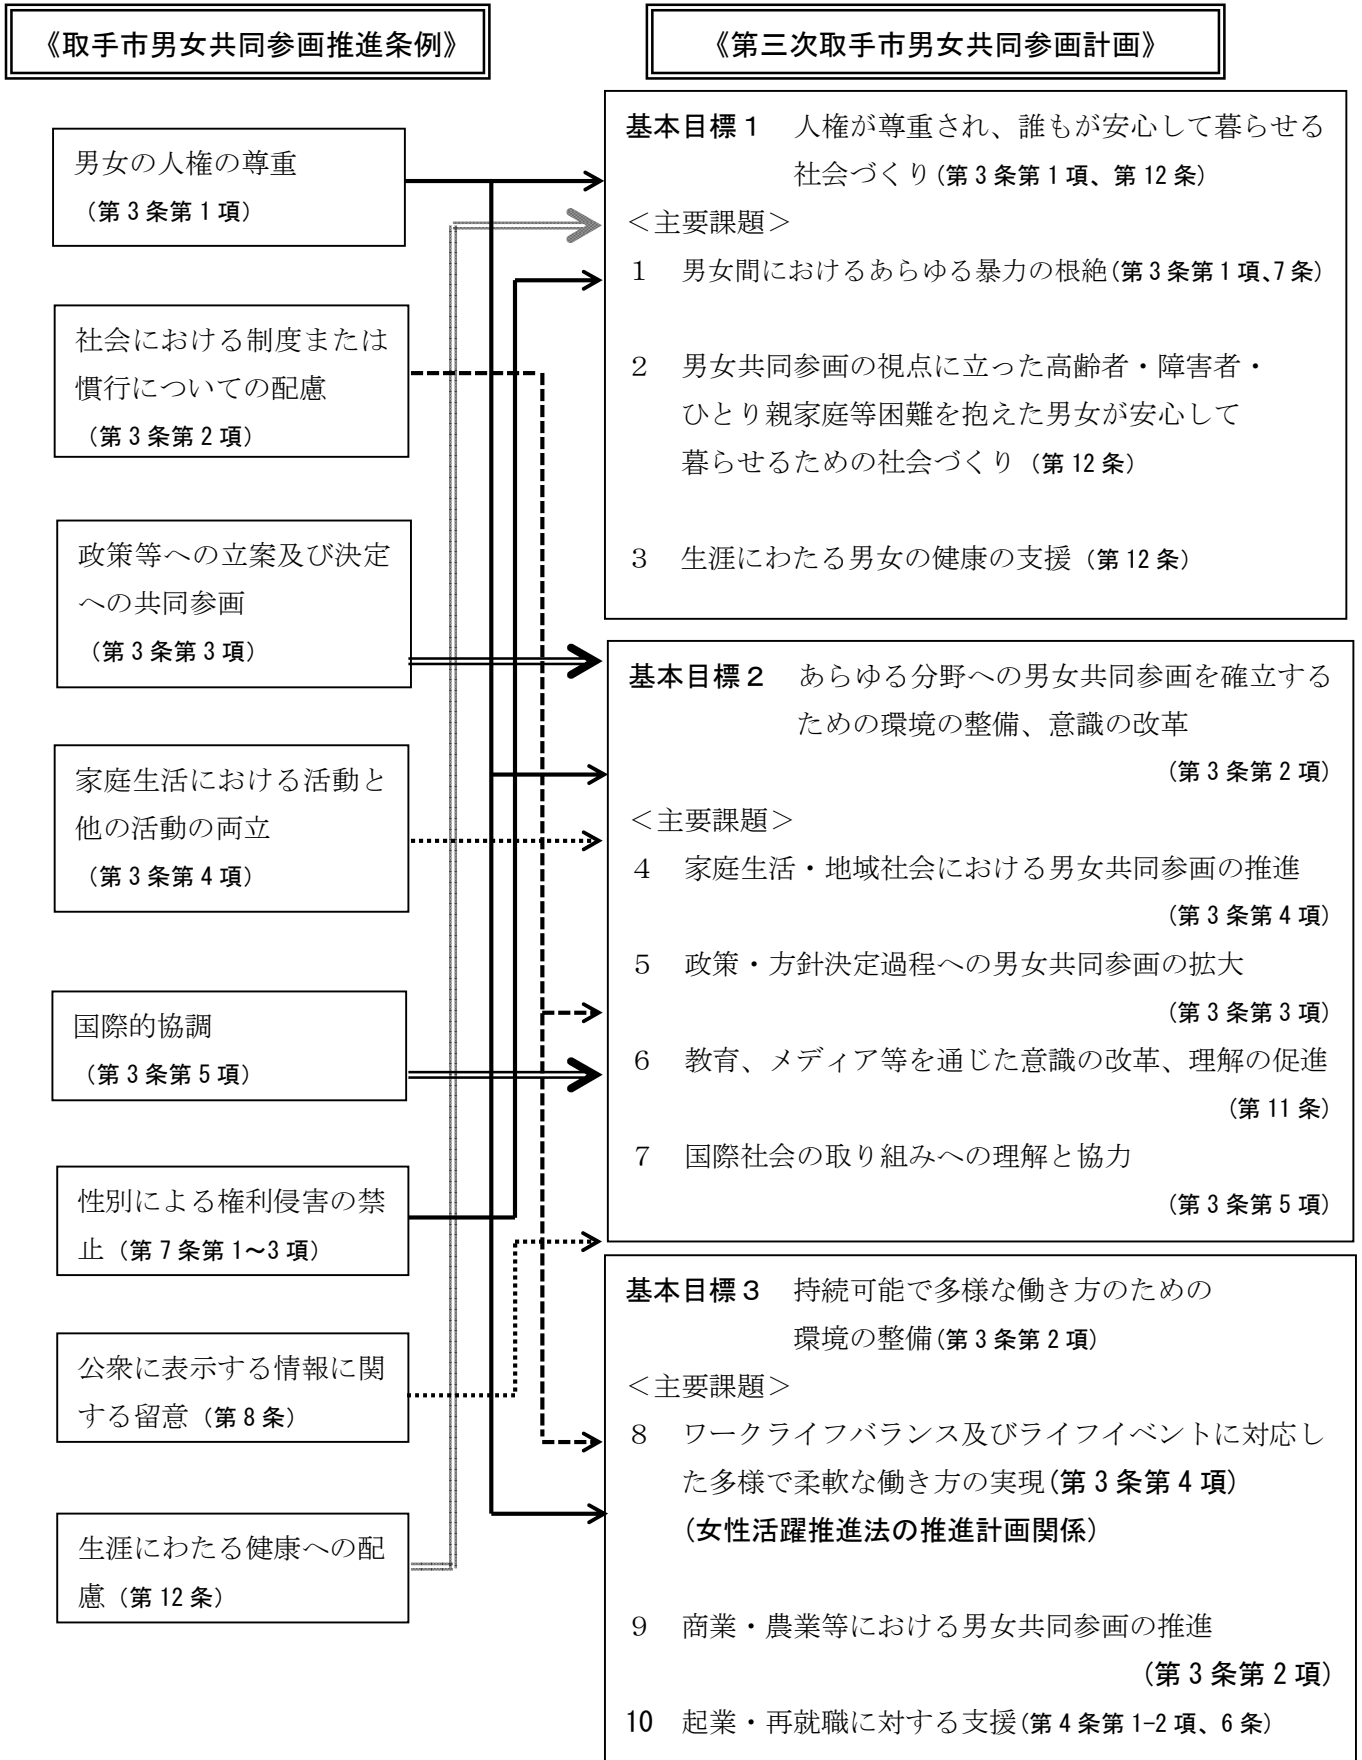 《取手市男女共同参画推進条例》
男女の人権の尊重
（第３条第１項）
社会における制度または
慣行についての配慮
（第３条第２項）
政策等への立案及び決定
への共同参画
（第３条第３項）
家庭生活における活動と
他の活動の両立
（第３条第４項）
国際的協調
（第３条第５項）
性別による権利侵害の禁
止（第７条第１～３項）
公衆に表示する情報に関
する留意（第８条）
生涯にわたる健康への配
慮（第12条）
《第三次取手市男女共同参画計画》
基本目標１　人権が尊重され、誰もが安心して暮らせる
社会づくり(第３条第１項、第12条)
＜主要課題＞
１　男女間におけるあらゆる暴力の根絶(第３条第１項､７条)
２　男女共同参画の視点に立った高齢者・障害者・
ひとり親家庭等困難を抱えた男女が安心して
暮らせるための社会づくり（第12条）
３　生涯にわたる男女の健康の支援（第12条）
基本目標２　あらゆる分野への男女共同参画を確立する
ための環境の整備、意識の改革
（第３条第２項）
＜主要課題＞
４　家庭生活・地域社会における男女共同参画の推進
（第３条第４項）
５　政策・方針決定過程への男女共同参画の拡大
（第３条第３項）
６　教育、メディア等を通じた意識の改革、理解の促進
（第11条）
７　国際社会の取り組みへの理解と協力
（第３条第５項）
基本目標３　持続可能で多様な働き方のための
環境の整備(第３条第２項)
＜主要課題＞
８　ワークライフバランス及びライフイベントに対応し
た多様で柔軟な働き方の実現(第３条第４項)
（女性活躍推進法の推進計画関係）
９　商業・農業等における男女共同参画の推進
（第３条第２項）
10　起業・再就職に対する支援(第４条第1-2項、６条)